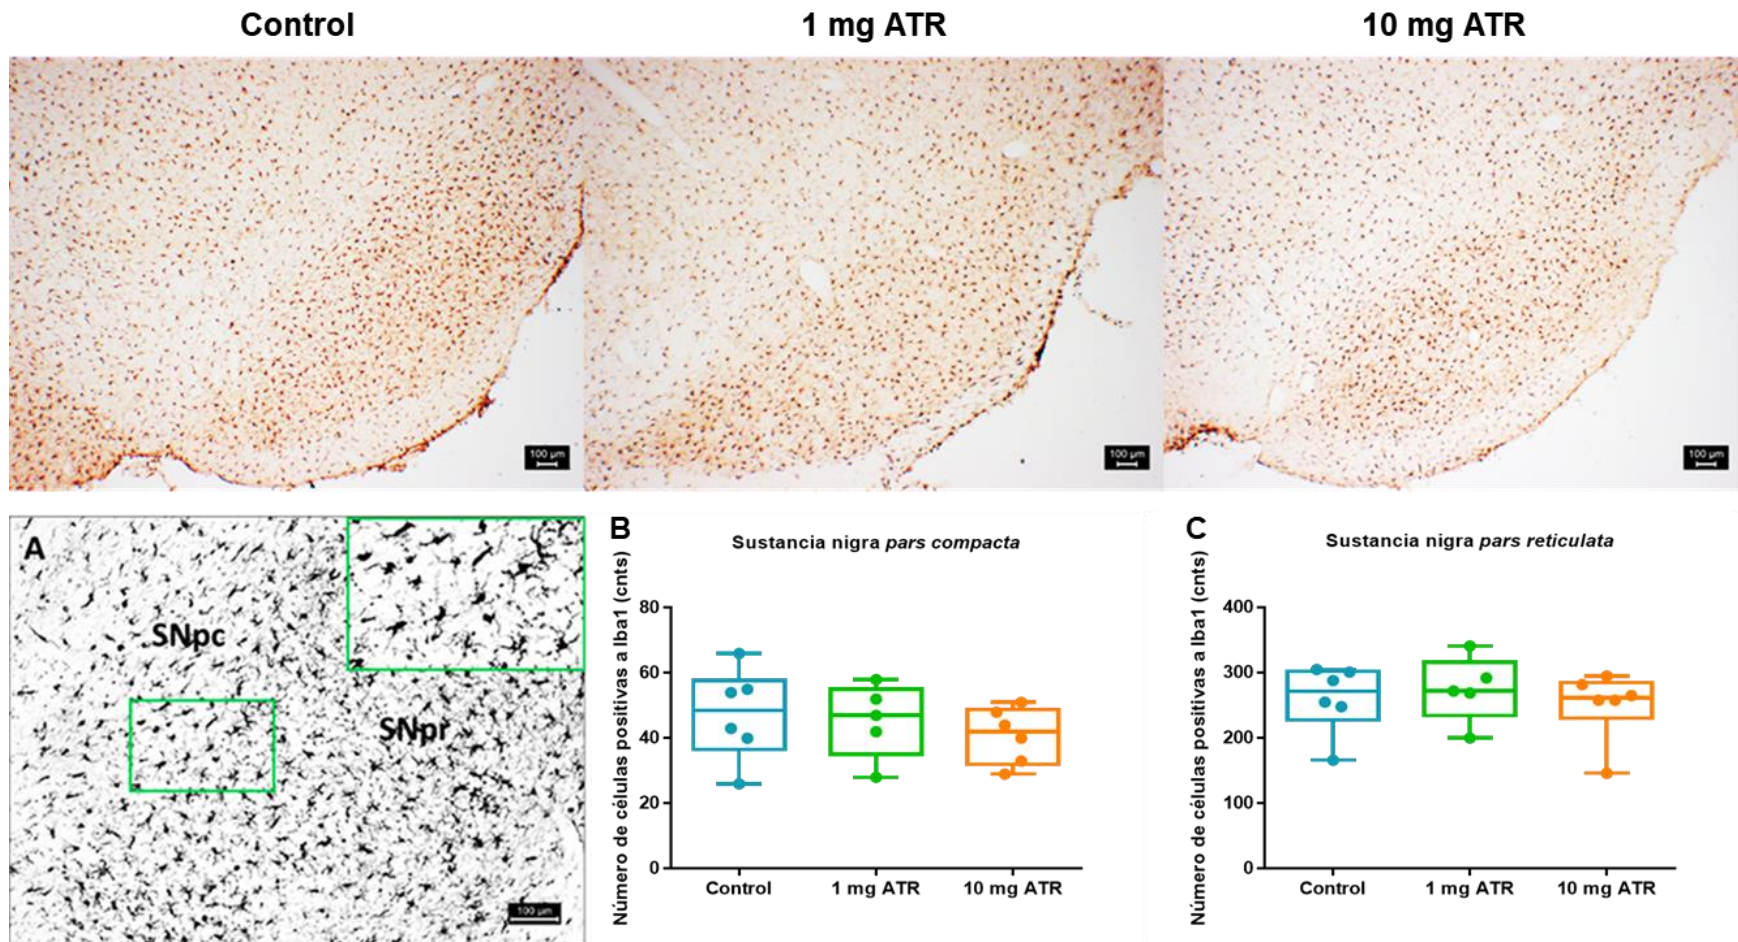 Control
1 mg ATR
10 mg ATR
100 µm
100 µm
100 µm
A
SNpc
SNpr
100 µm
B
Sustancia nigra pars compacta
Número de células positivas a Iba1 (cnts)
80
60
40
20
0
Control
1 mg ATR
10 mg ATR
C
Sustancia nigra pars reticulata
Número de células positivas a Iba1 (cnts)
400
300
200
100
0
Control
1 mg ATR
10 mg ATR